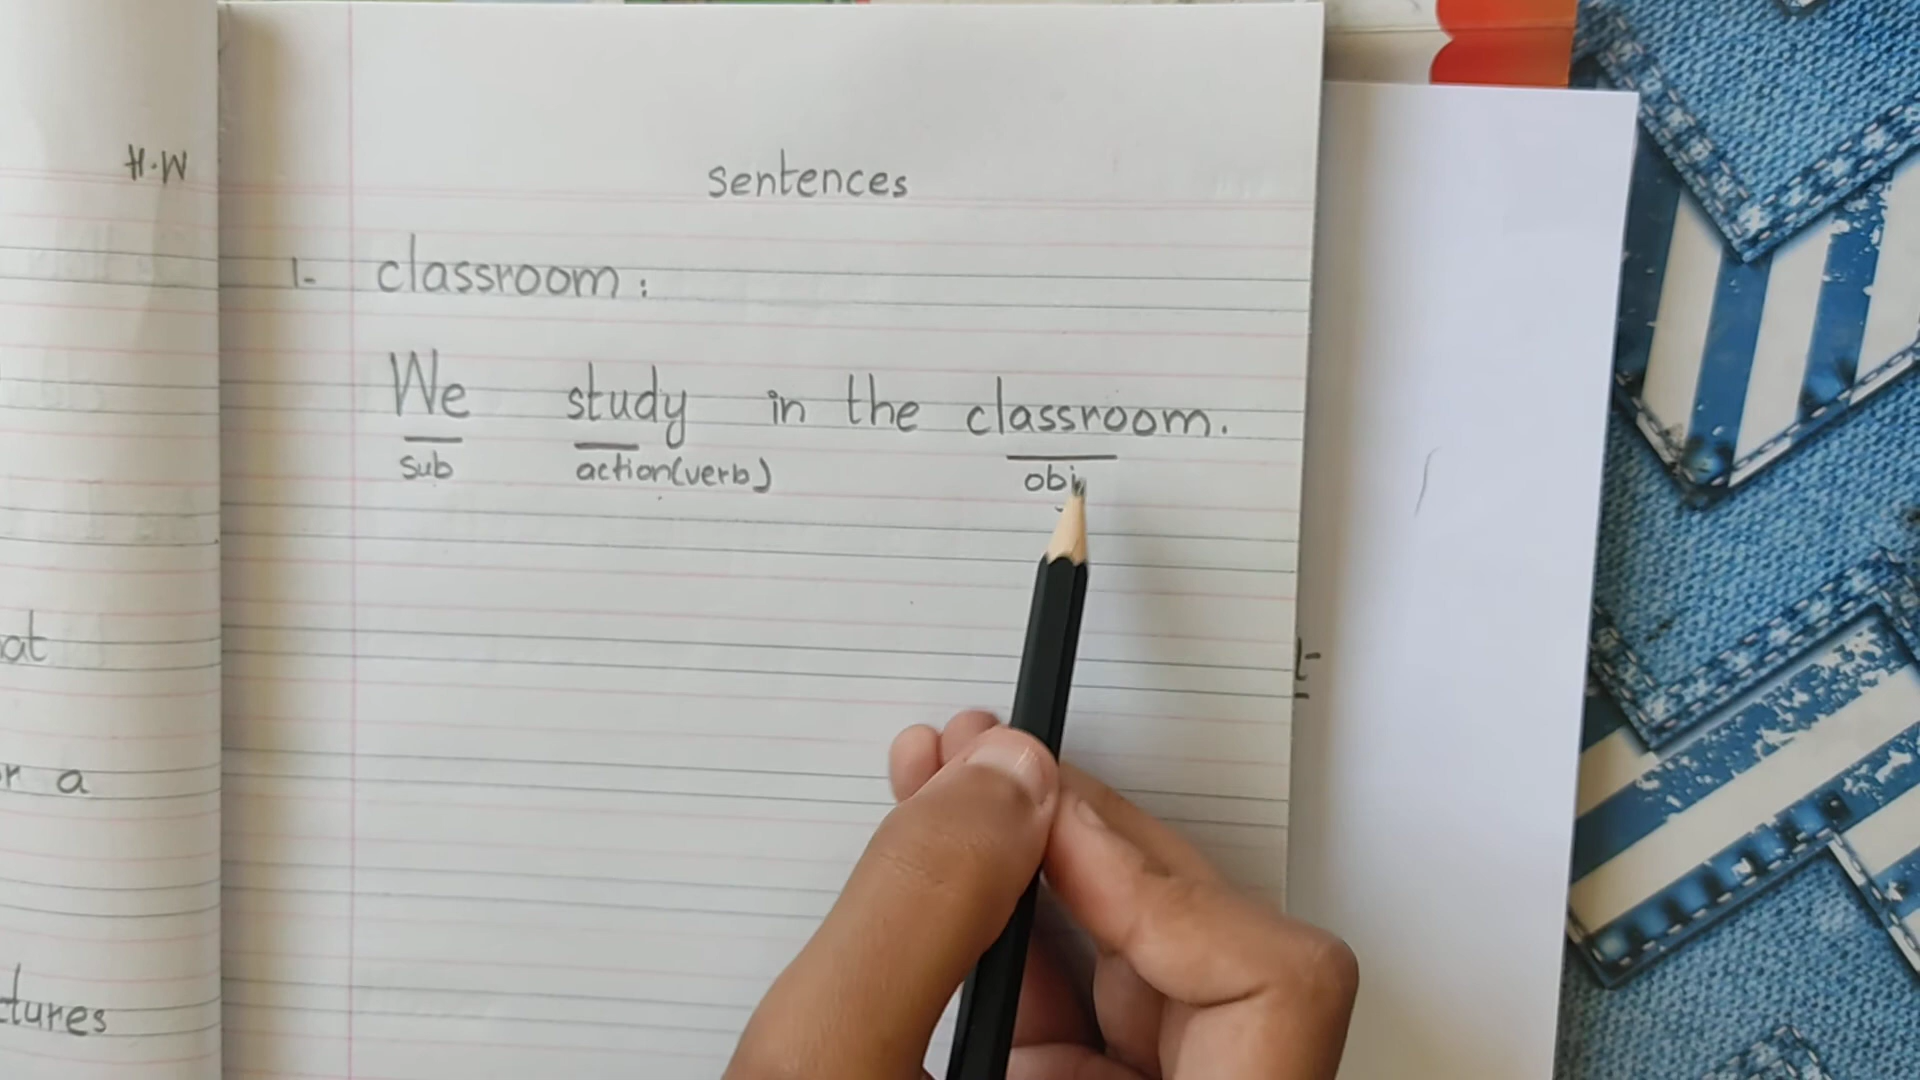 H.W
sentences
1- classroom:
We study in the classroom.
sub action(verb) obj
at
a
tures